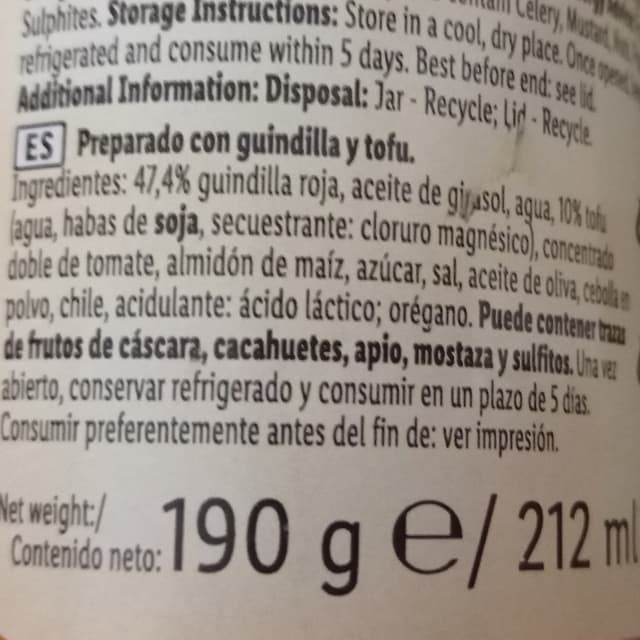 Celery, Mustard,
Sulphites. Storage Instructions: Store in a cool, dry place. Once opened,
refrigerated and consume within 5 days. Best before end: see lid.
Additional Information: Disposal: Jar - Recycle; Lid - Recycle.
ES Preparado con guindilla y tofu.
Ingredientes: 47,4% guindilla roja, aceite de girasol, agua, 10% tofu
(agua, habas de soja, secuestrante: cloruro magnésico), concentrado
doble de tomate, almidón de maíz, azúcar, sal, aceite de oliva, cebolla en
polvo, chile, acidulante: ácido láctico; orégano. Puede contener trazas
de frutos de cáscara, cacahuetes, apio, mostaza y sulfitos. Una vez
abierto, conservar refrigerado y consumir en un plazo de 5 días.
Consumir preferentemente antes del fin de: ver impresión.
Net weight:/
Contenido neto: 190 g e/ 212 ml